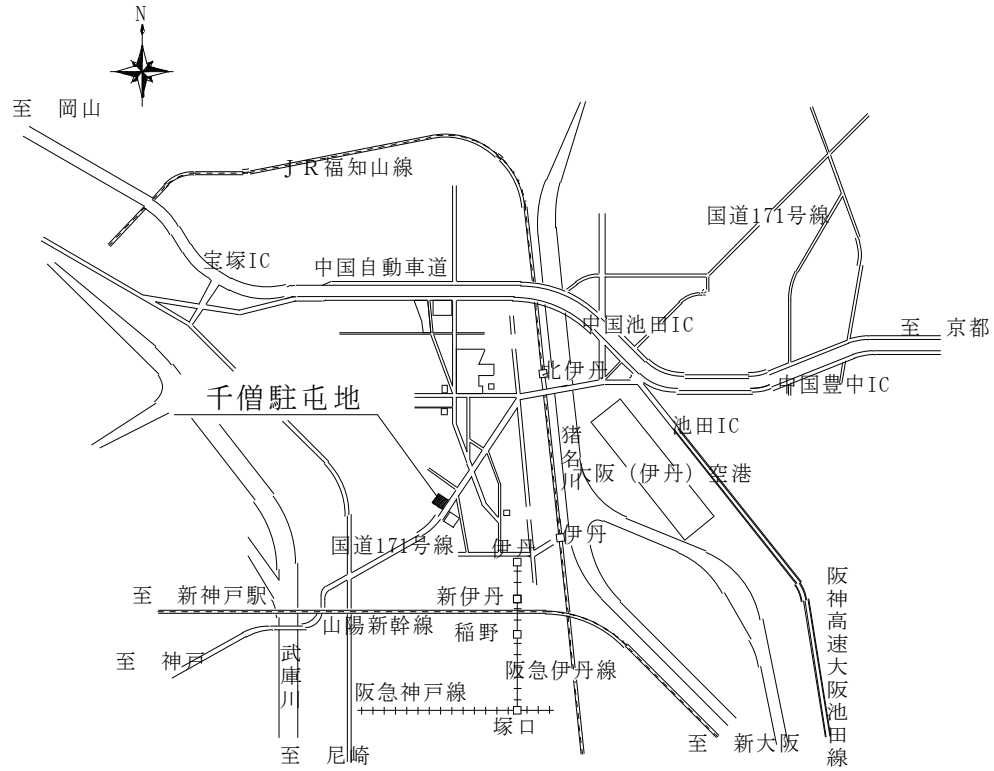 N
至　岡山
ＪＲ福知山線
国道171号線
宝塚IC
中国自動車道
中国池田IC
至　京都
北伊丹
中国豊中IC
千僧駐屯地
池田IC
猪名川
大阪（伊丹）空港
国道171号線
伊丹
伊丹
至　新神戸駅
新伊丹
山陽新幹線
稲野
至　神戸
武庫川
阪急伊丹線
阪急神戸線
塚口
至　尼崎
至　新大阪
阪神高速大阪池田線